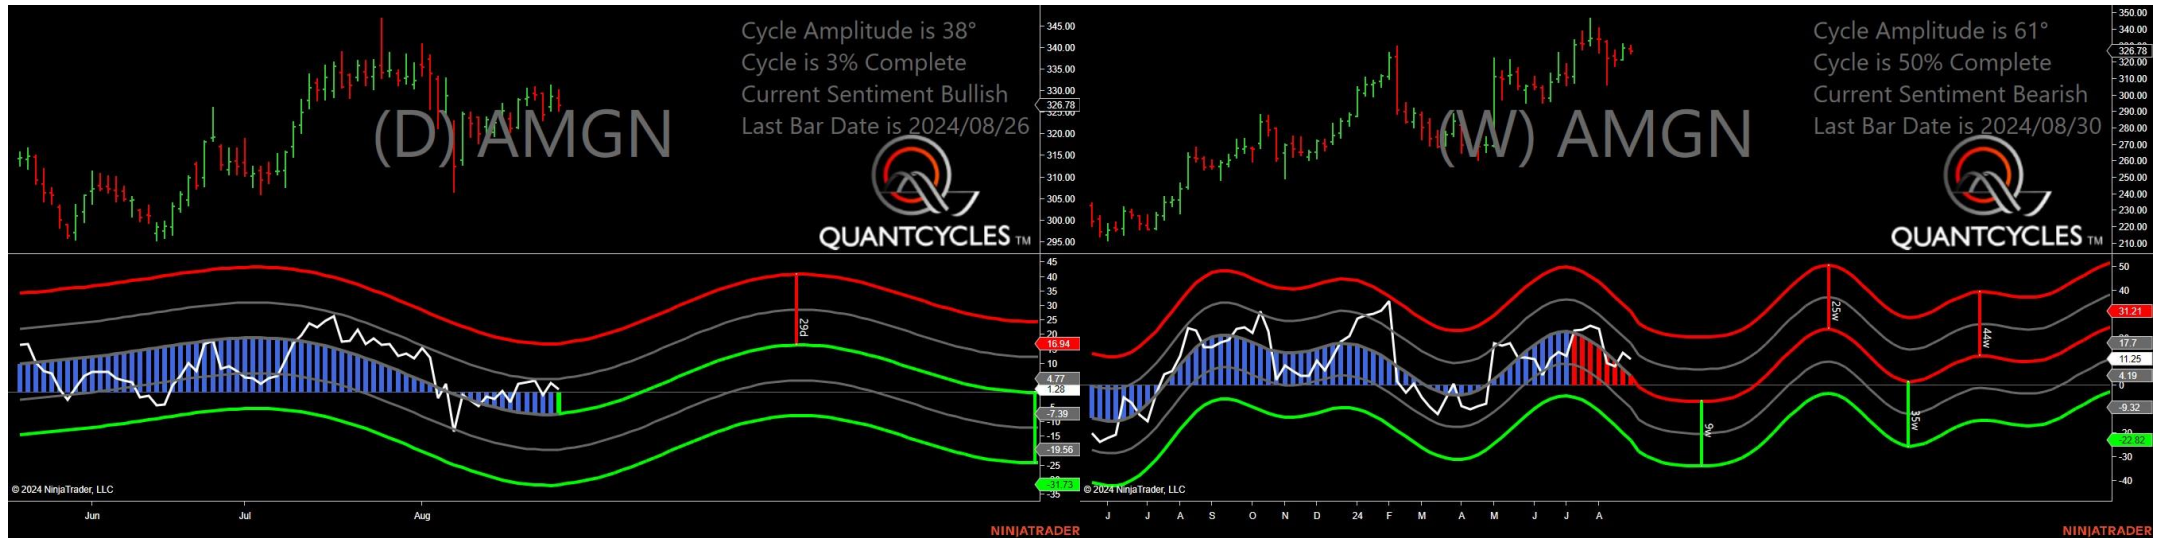 Cycle Amplitude is 38°
Cycle is 3% Complete
Current Sentiment Bullish
Last Bar Date is 2024/08/26
(D) AMGN
QUANTCYCLES TM
345.00
340.00
335.00
330.00
326.78
325.00
320.00
315.00
310.00
305.00
300.00
295.00
45
40
35
30
25
20
16.94
15
10
4.77
1.28
-5
-7.39
-10
-15
-19.56
-25
-31.73
-35
29d
© 2024 NinjaTrader, LLC
Jun Jul Aug
NINJATRADER
Cycle Amplitude is 61°
Cycle is 50% Complete
Current Sentiment Bearish
Last Bar Date is 2024/08/30
(W) AMGN
QUANTCYCLES TM
350.00
340.00
326.78
320.00
310.00
300.00
290.00
280.00
270.00
260.00
250.00
240.00
230.00
220.00
210.00
50
40
31.21
17.7
11.25
4.19
0
-9.32
-22.82
-30
-40
25w
44w
9w
35w
© 2024 NinjaTrader, LLC
J J A S O N D 24 F M A M J J A
NINJATRADER